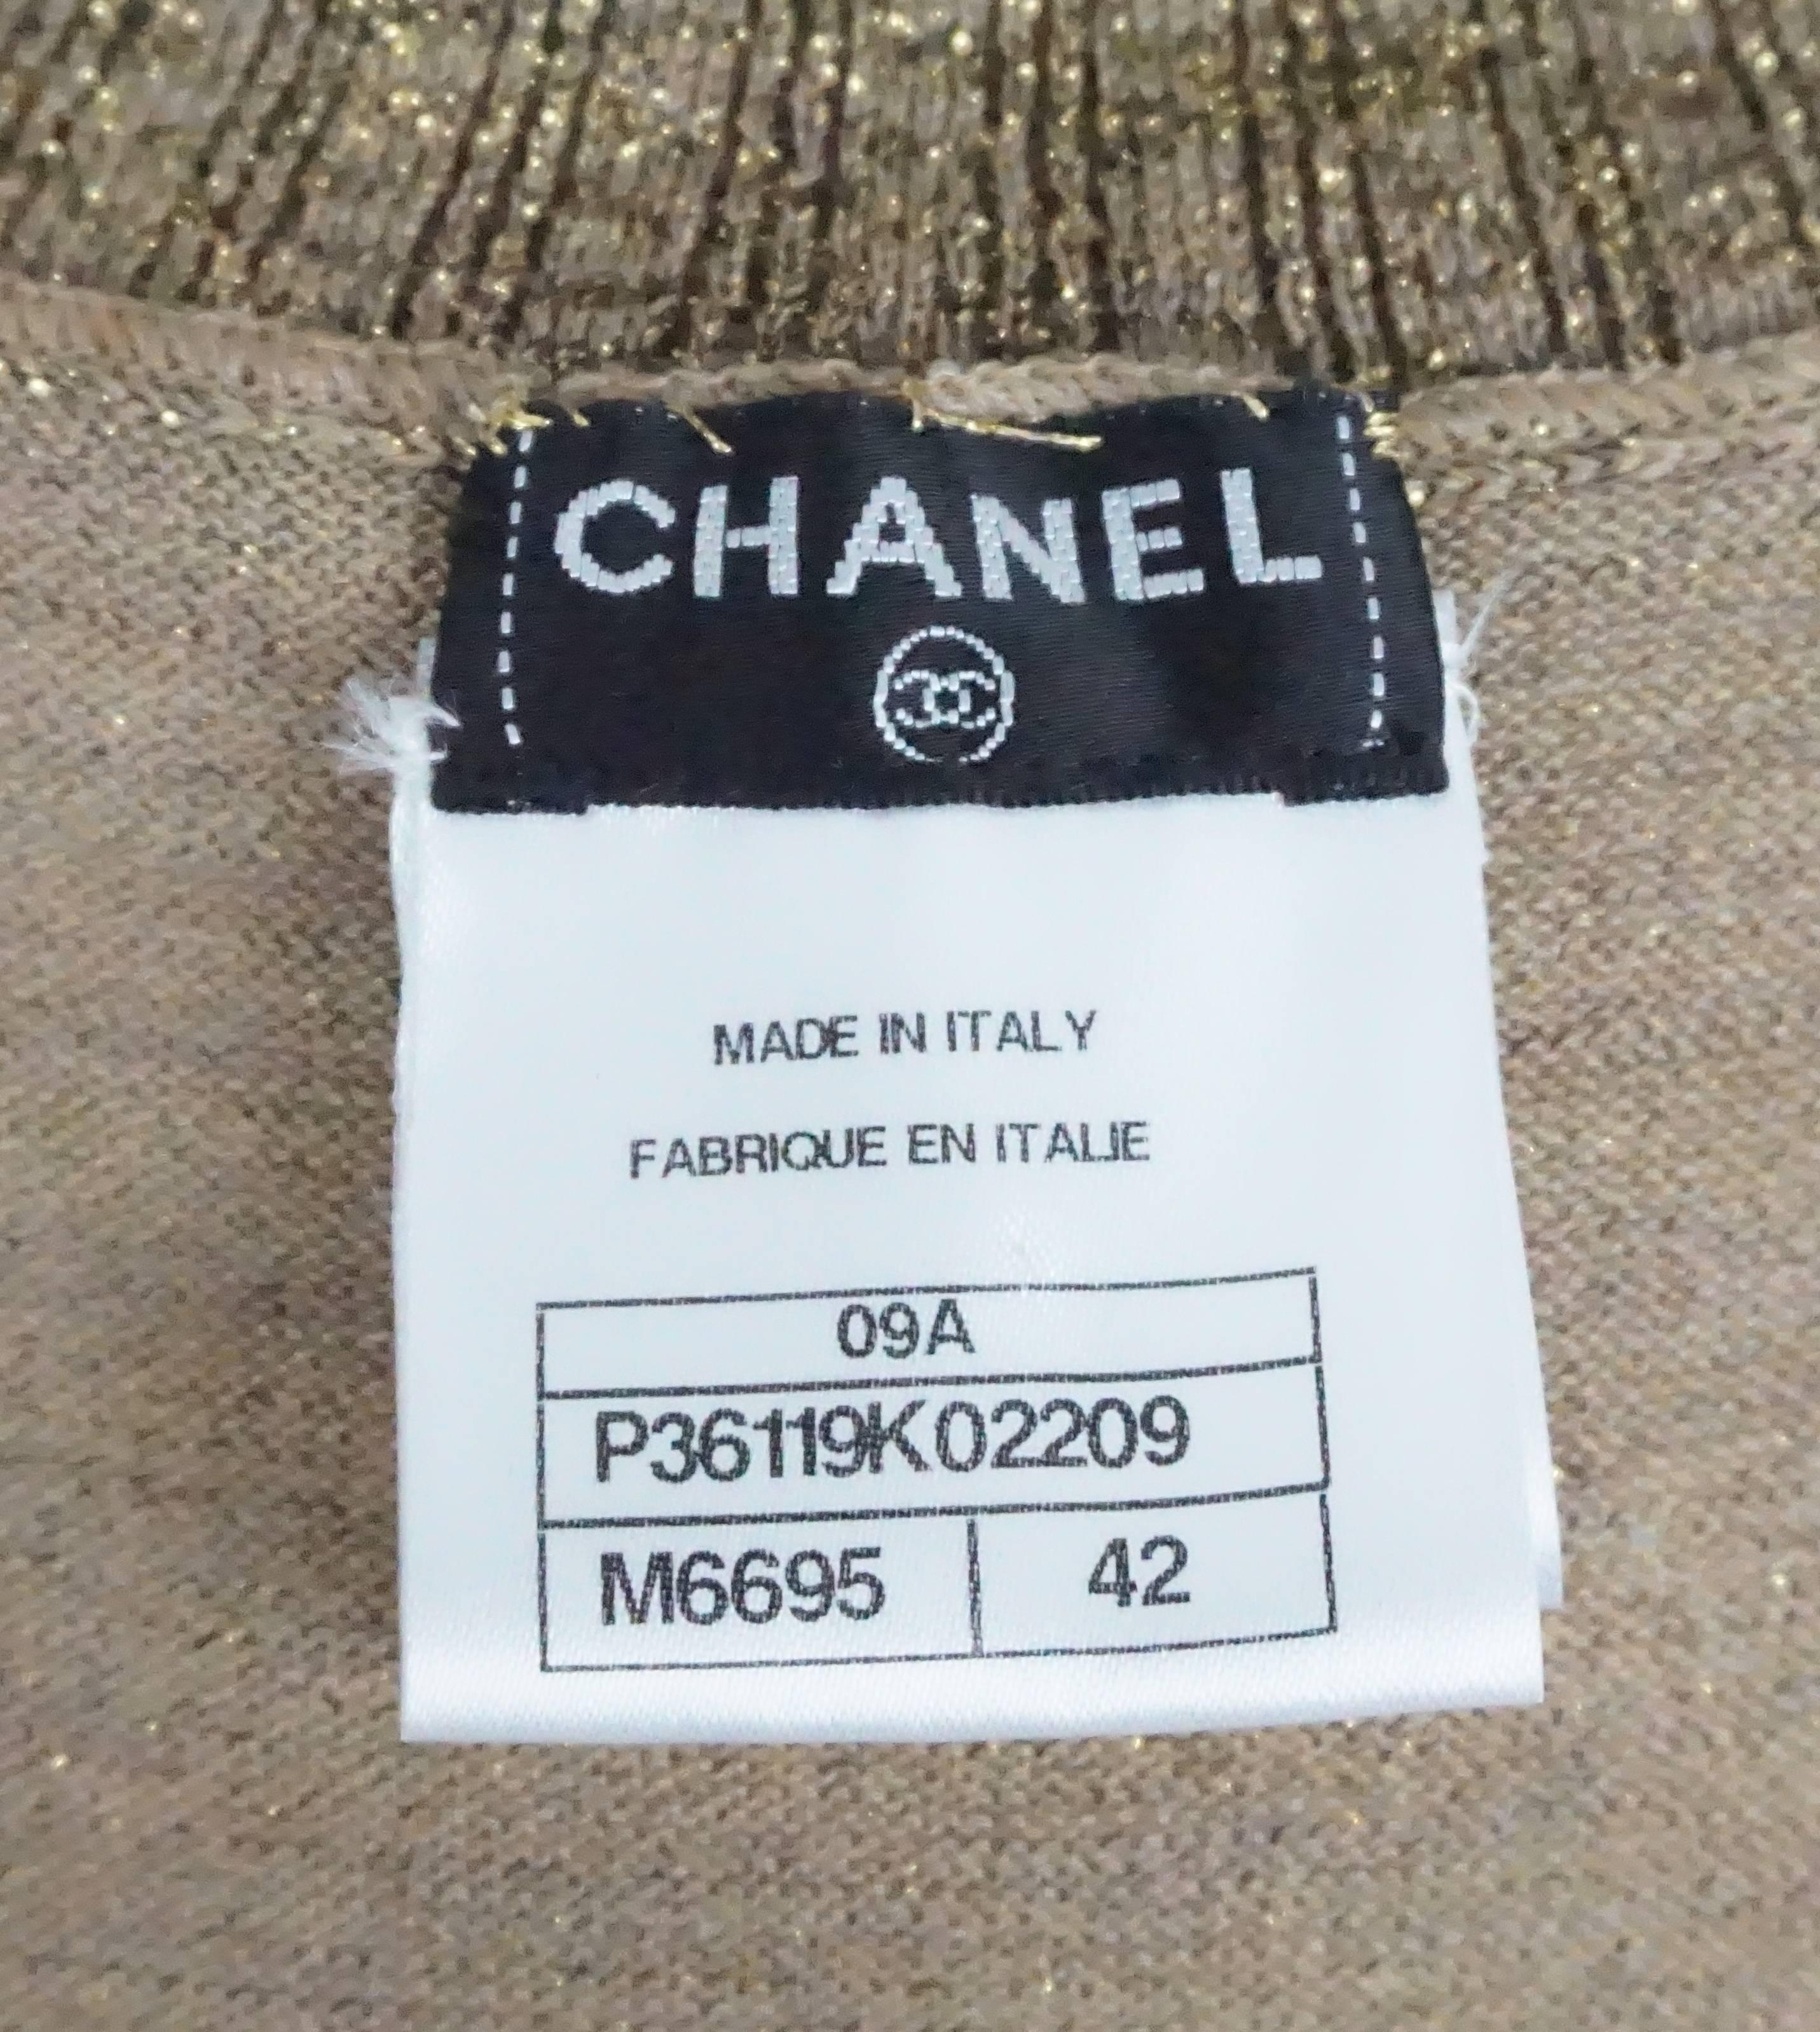 CHANEL
MADE IN ITALY
FABRIQUE EN ITALIE
09A
P36119K02209
M6695 42